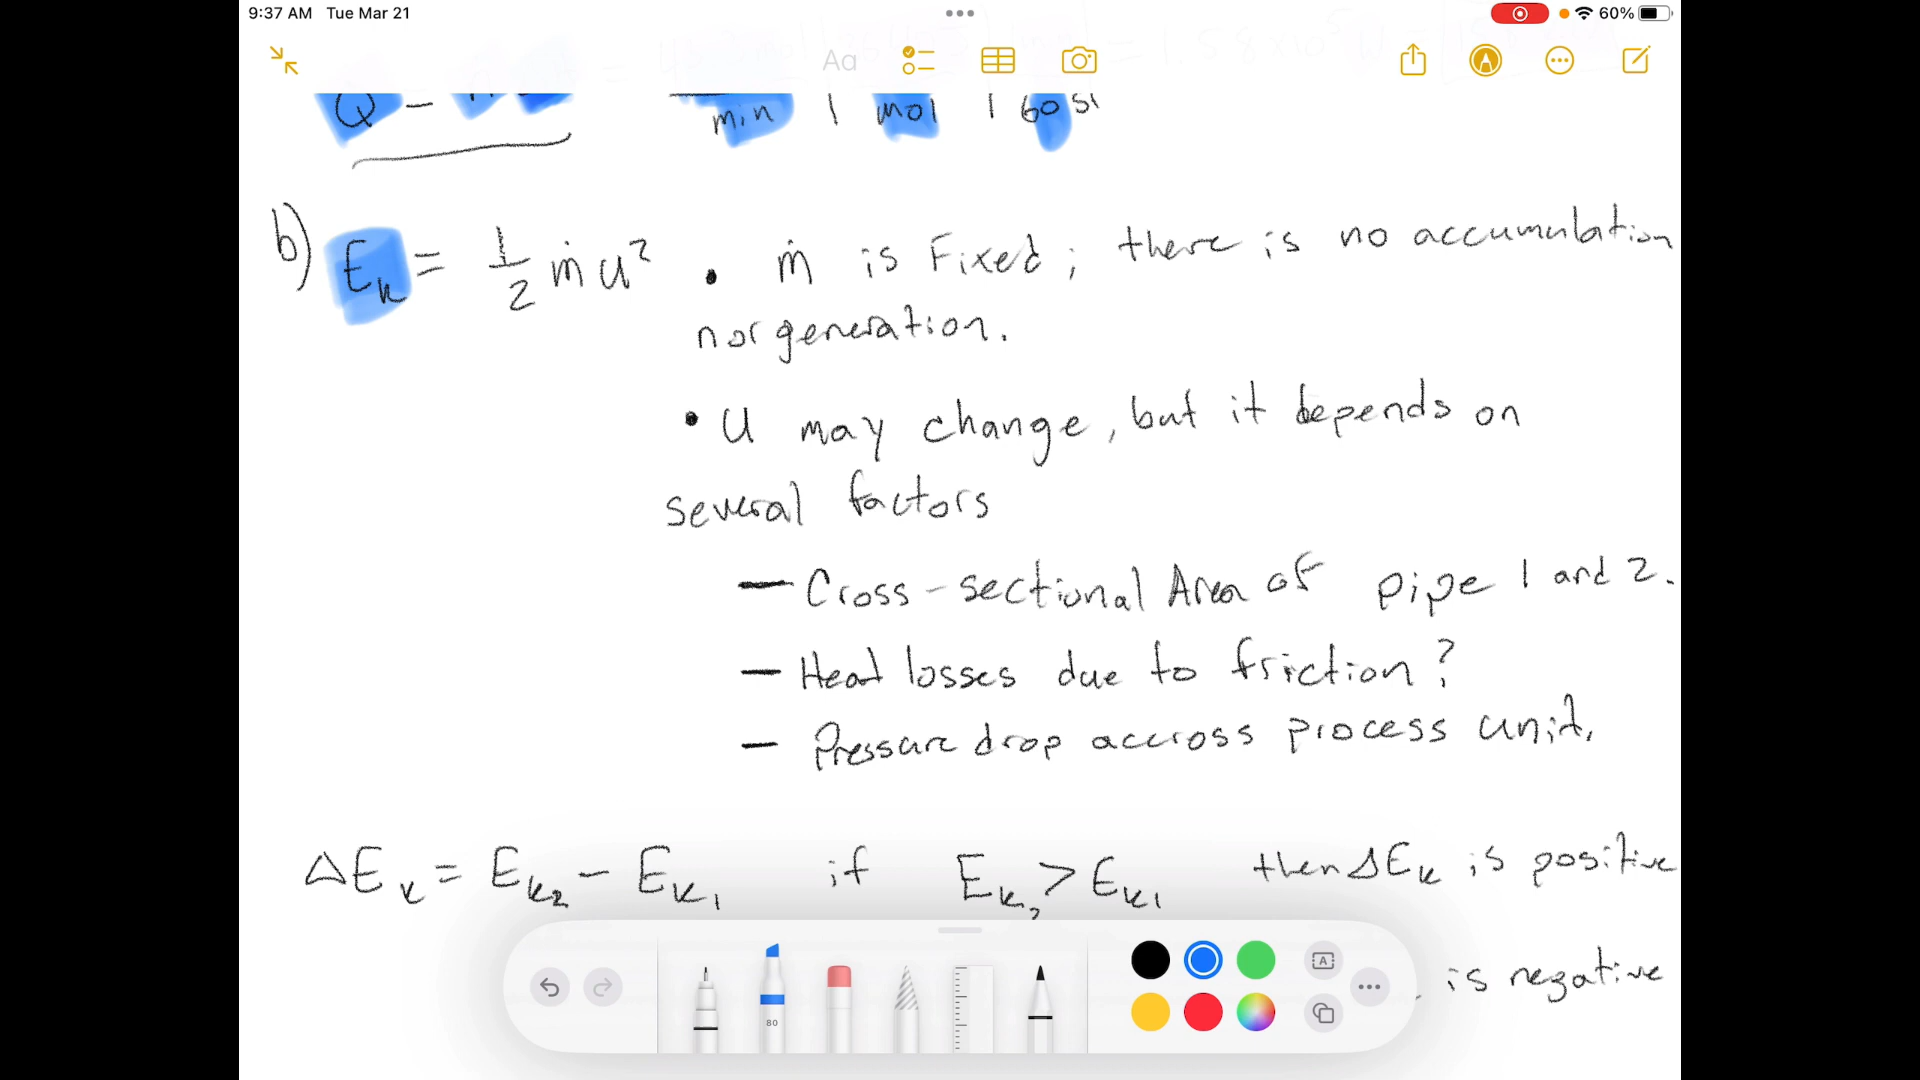 9:37 AM Tue Mar 21
60%
Aa
Q =
min | mol | 60 s|
b) Ek = 1/2 ṁ u² • ṁ is Fixed; there is no accumulation
nor generation.
• U may change, but it depends on
several factors
— Cross-sectional Area of pipe 1 and 2.
— Heat losses due to friction?
— Pressure drop accross process unit.
ΔEk = Ek2 - Ek1 if Ek2 > Ek1 then ΔEk is positive
is negative
80
A